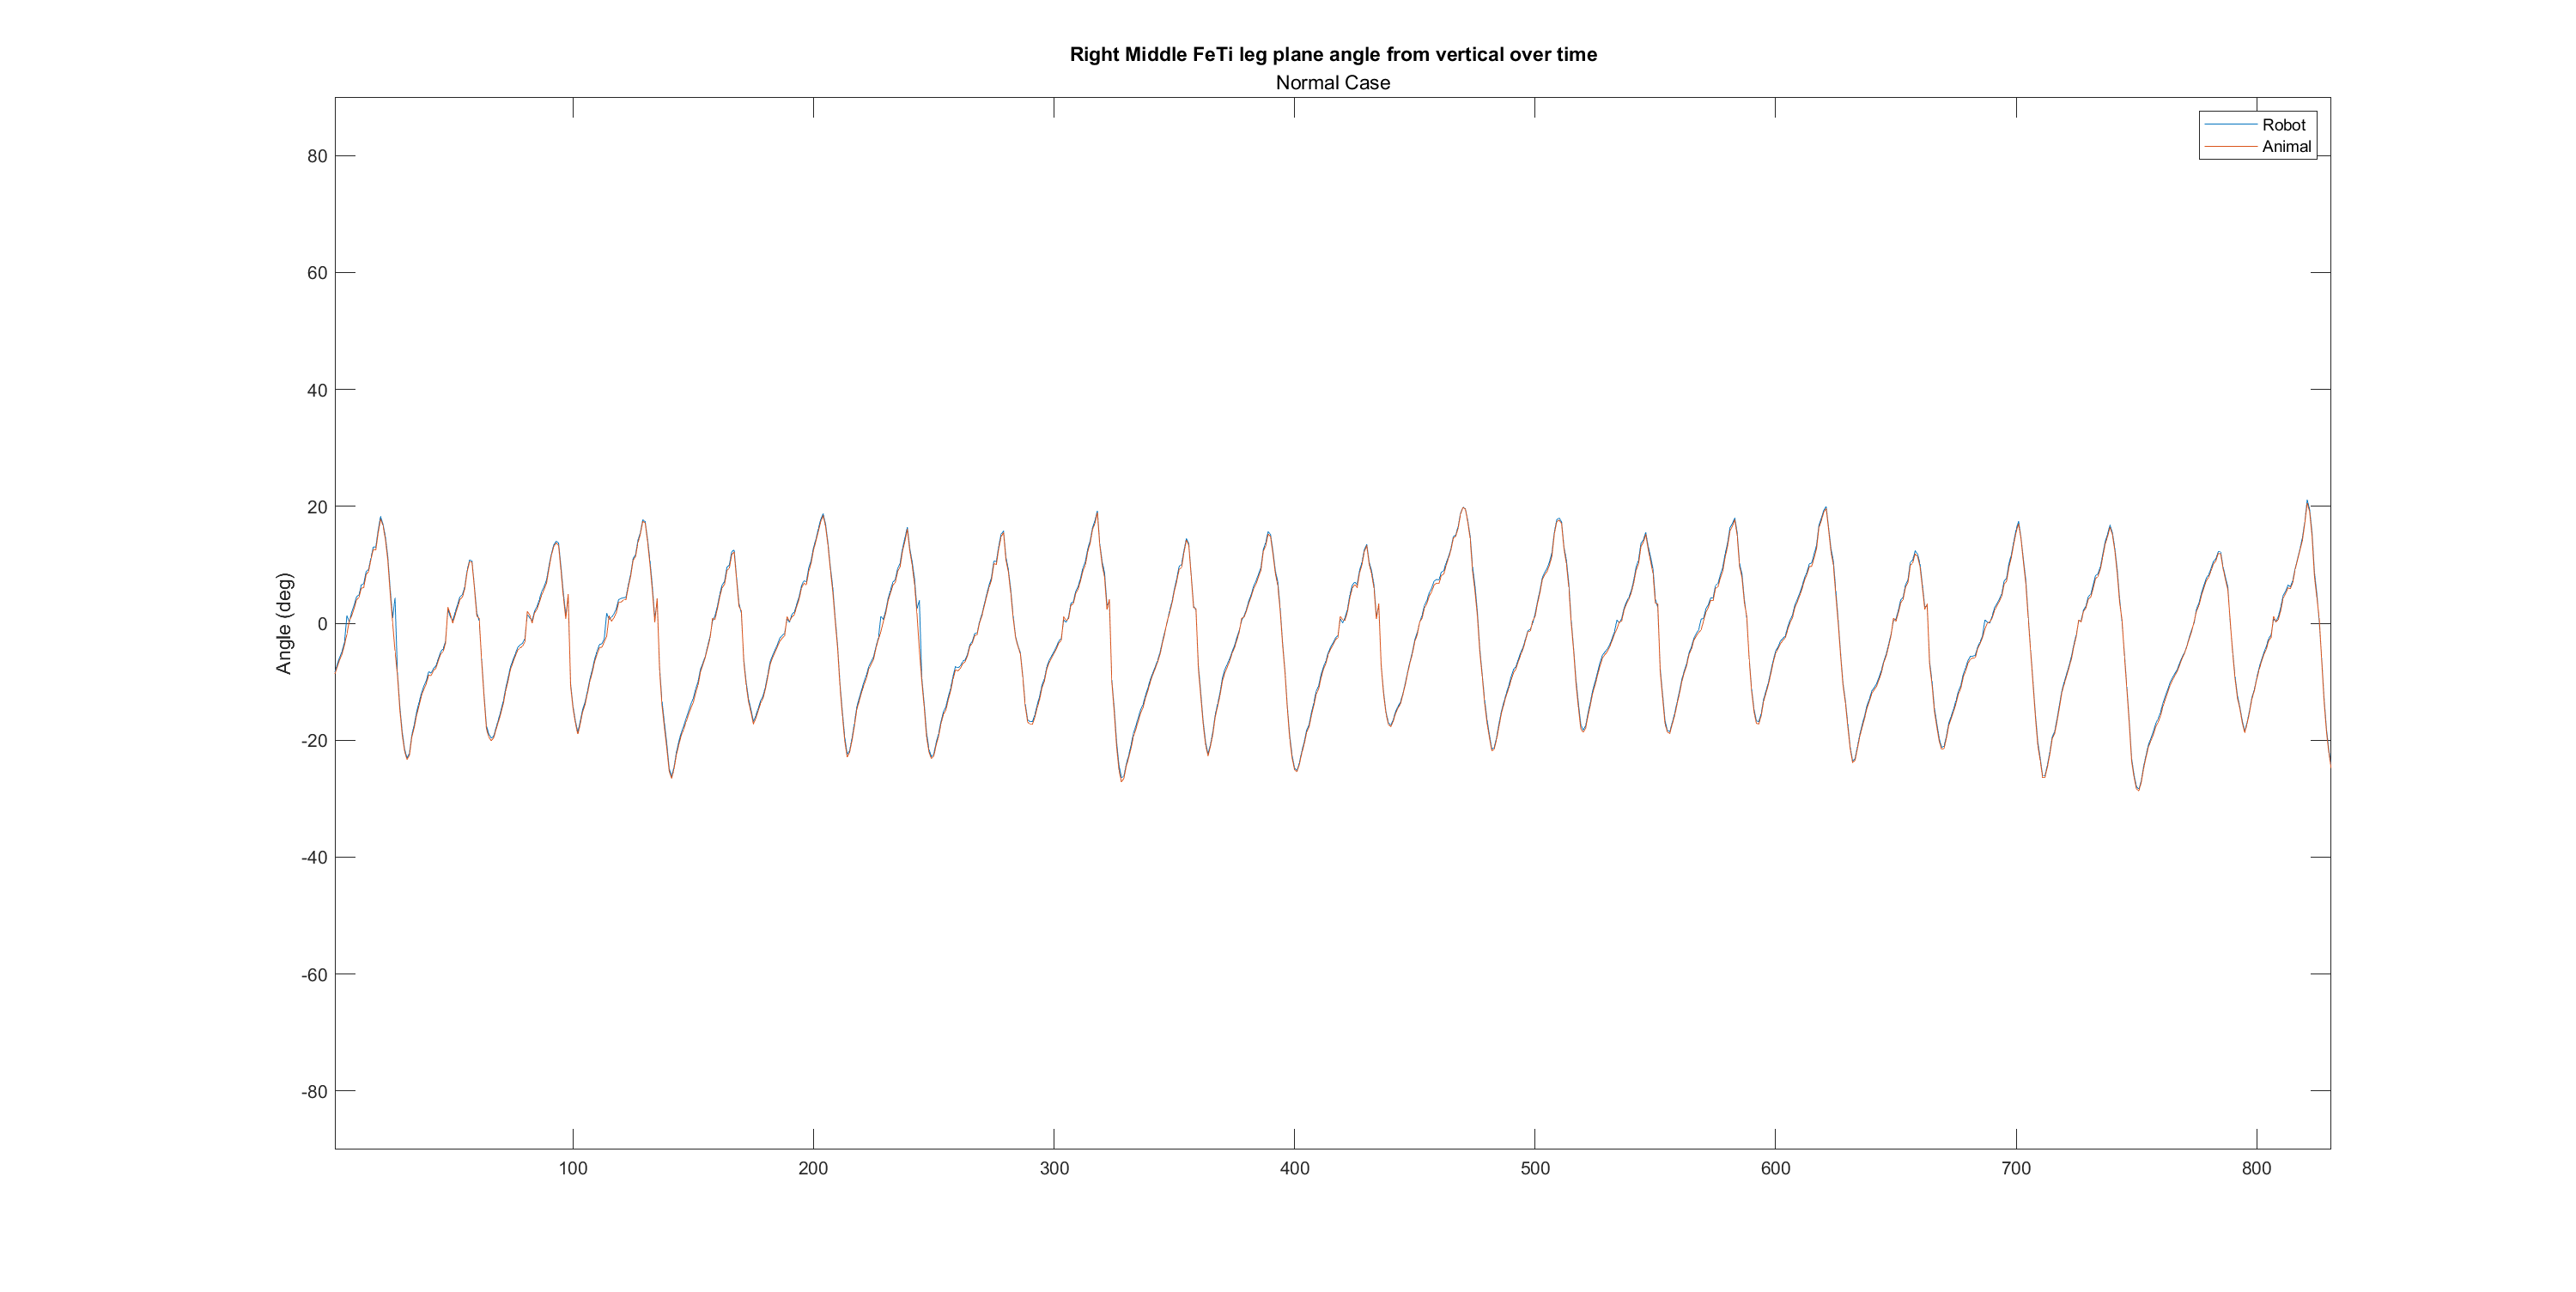 Right Middle FeTi leg plane angle from vertical over time
Normal Case
Robot
Animal
Angle (deg)
80
60
40
20
0
-20
-40
-60
-80
100 200 300 400 500 600 700 800